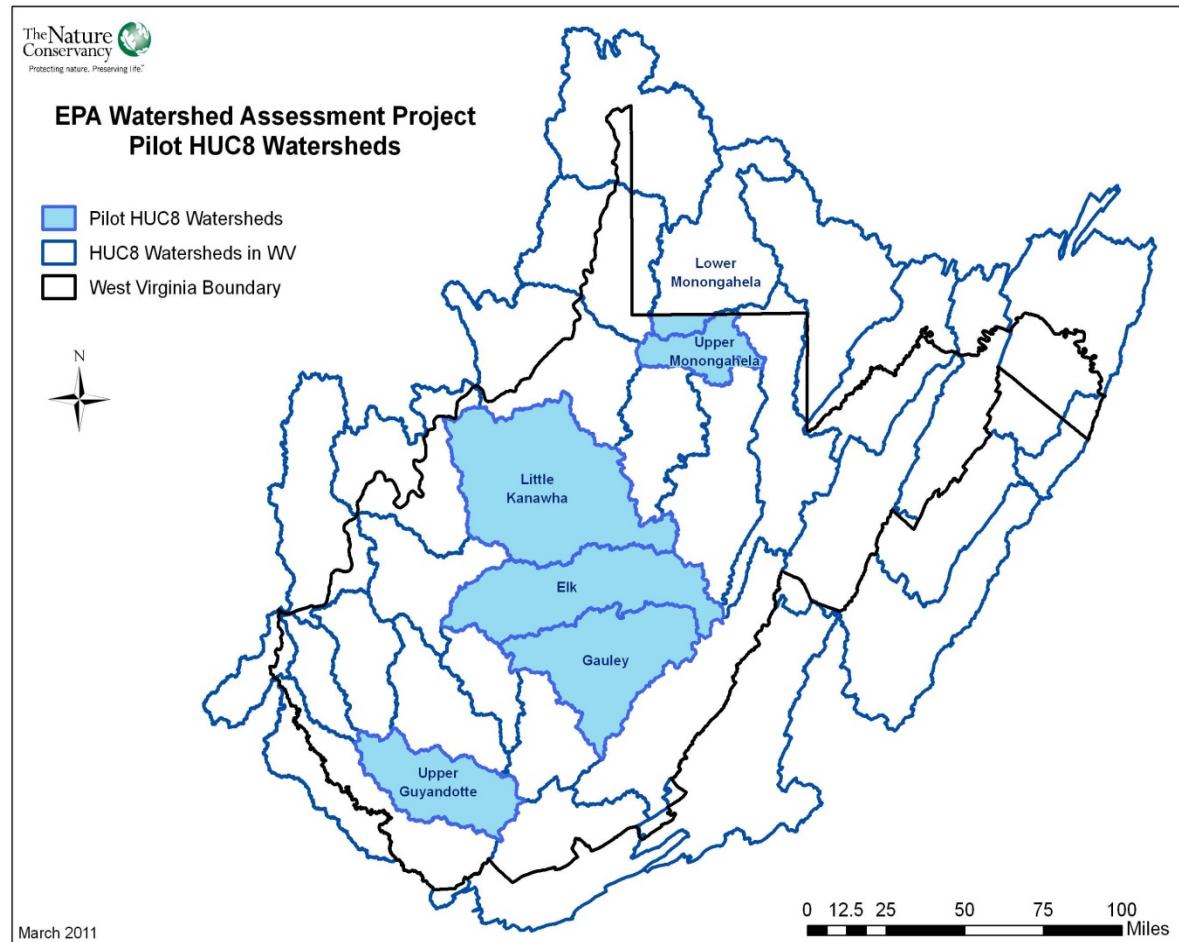 The Nature
Conservancy
Protecting nature. Preserving life.™
EPA Watershed Assessment Project
Pilot HUC8 Watersheds
Pilot HUC8 Watersheds
HUC8 Watersheds in WV
West Virginia Boundary
N
Lower
Monongahela
Upper
Monongahela
Little
Kanawha
Elk
Gauley
Upper
Guyandotte
0 12.5 25 50 75 100
Miles
March 2011